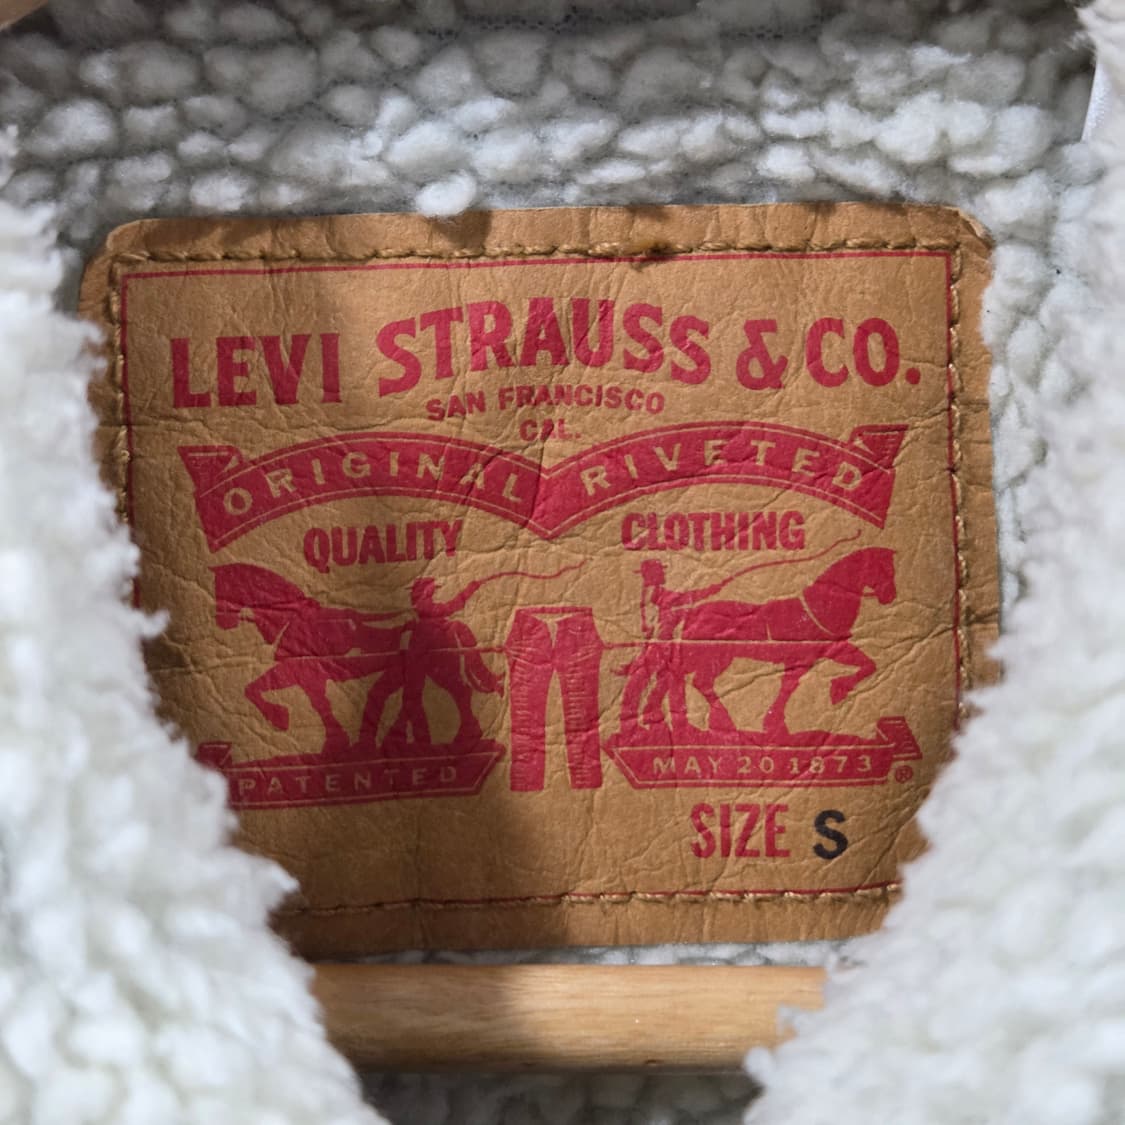 LEVI STRAUSS & CO.
SAN FRANCISCO
CAL.
ORIGINAL RIVETED
QUALITY CLOTHING
PATENTED MAY 20 1873 ®
SIZE S